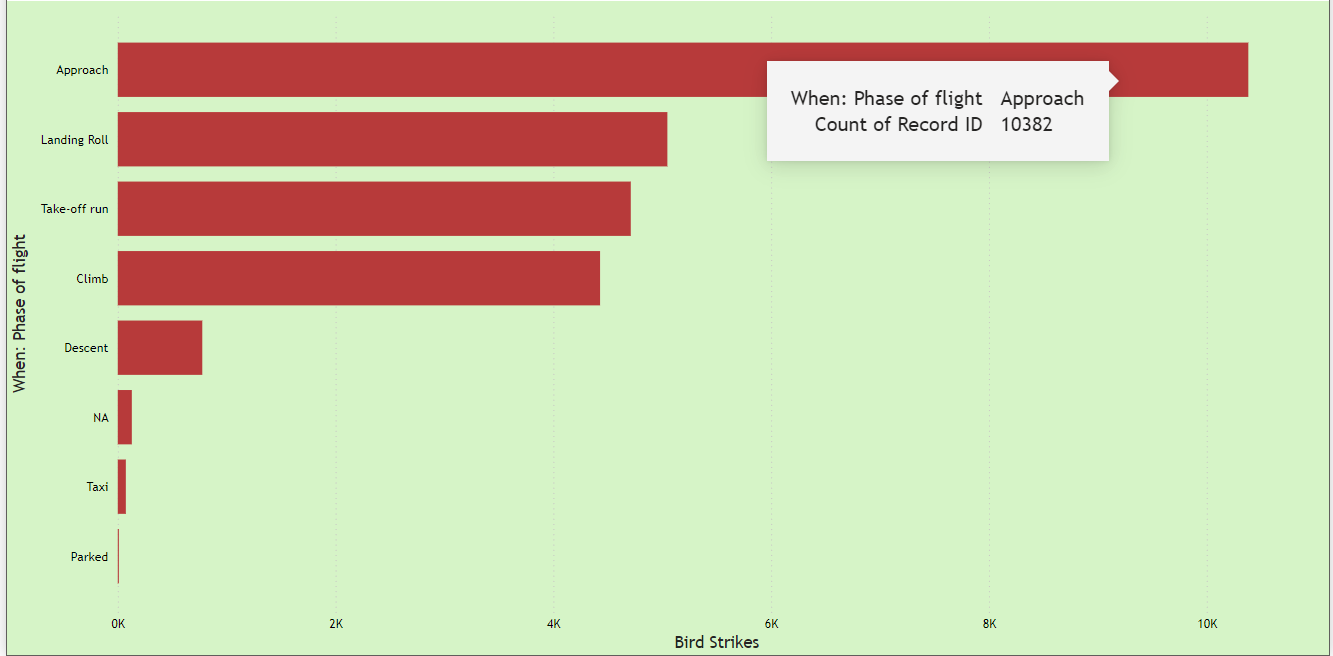 Approach
When: Phase of flight Approach
Count of Record ID 10382
Landing Roll
Take-off run
Climb
Descent
NA
Taxi
Parked
When: Phase of flight
0K 2K 4K 6K 8K 10K
Bird Strikes